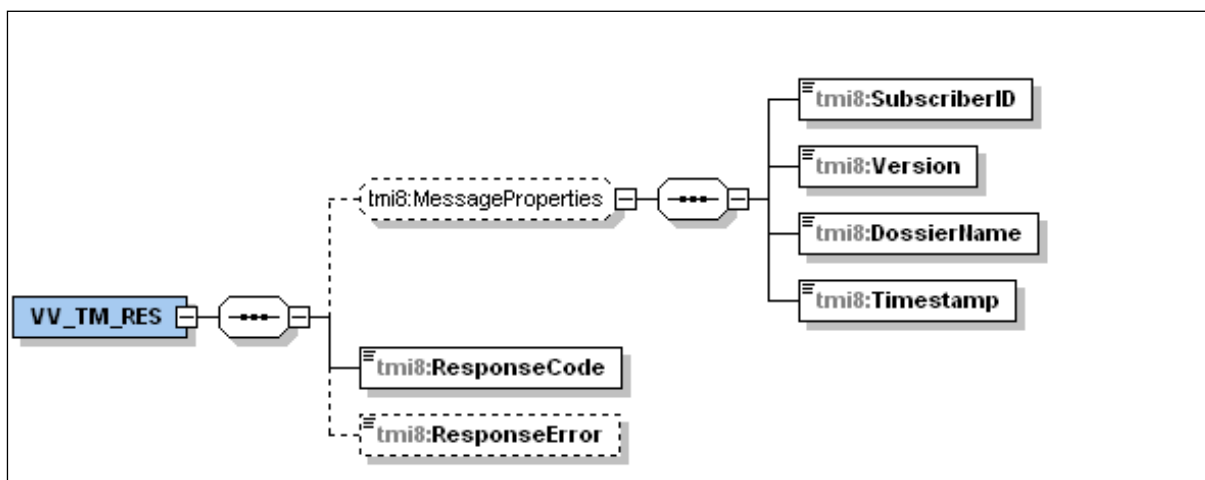 tmi8:SubscriberID
tmi8:Version
tmi8:MessageProperties
tmi8:DossierName
tmi8:Timestamp
VV_TM_RES
tmi8:ResponseCode
tmi8:ResponseError